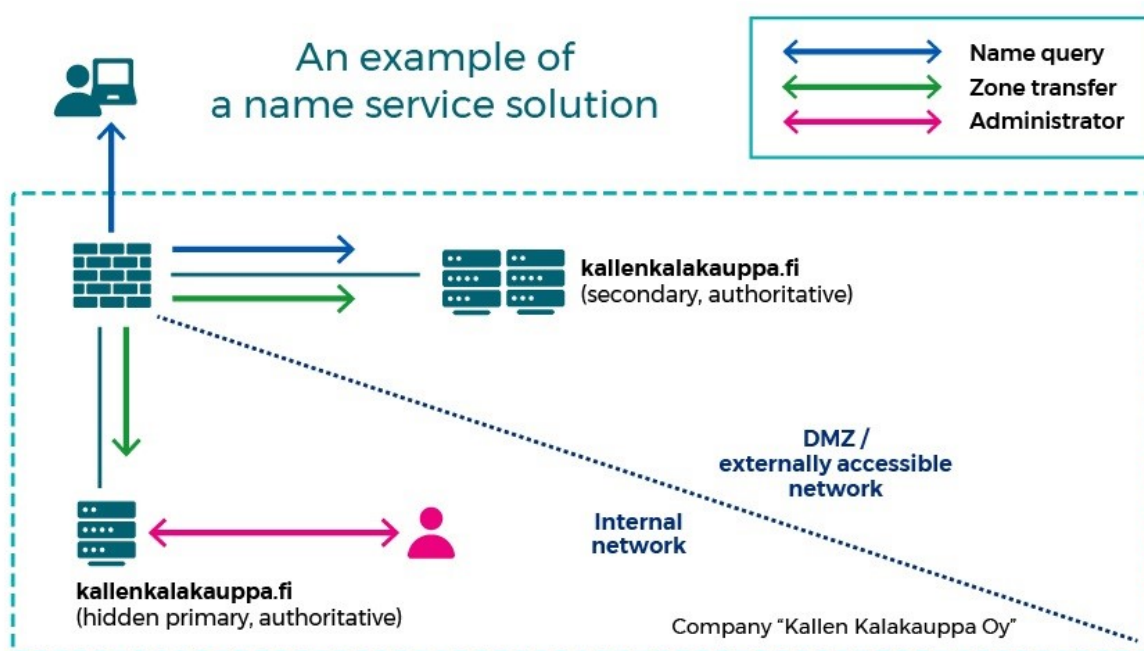 An example of
a name service solution
Name query
Zone transfer
Administrator
kallenkalakauppa.fi
(secondary, authoritative)
DMZ /
externally accessible
network
Internal
network
kallenkalakauppa.fi
(hidden primary, authoritative)
Company “Kallen Kalakauppa Oy”